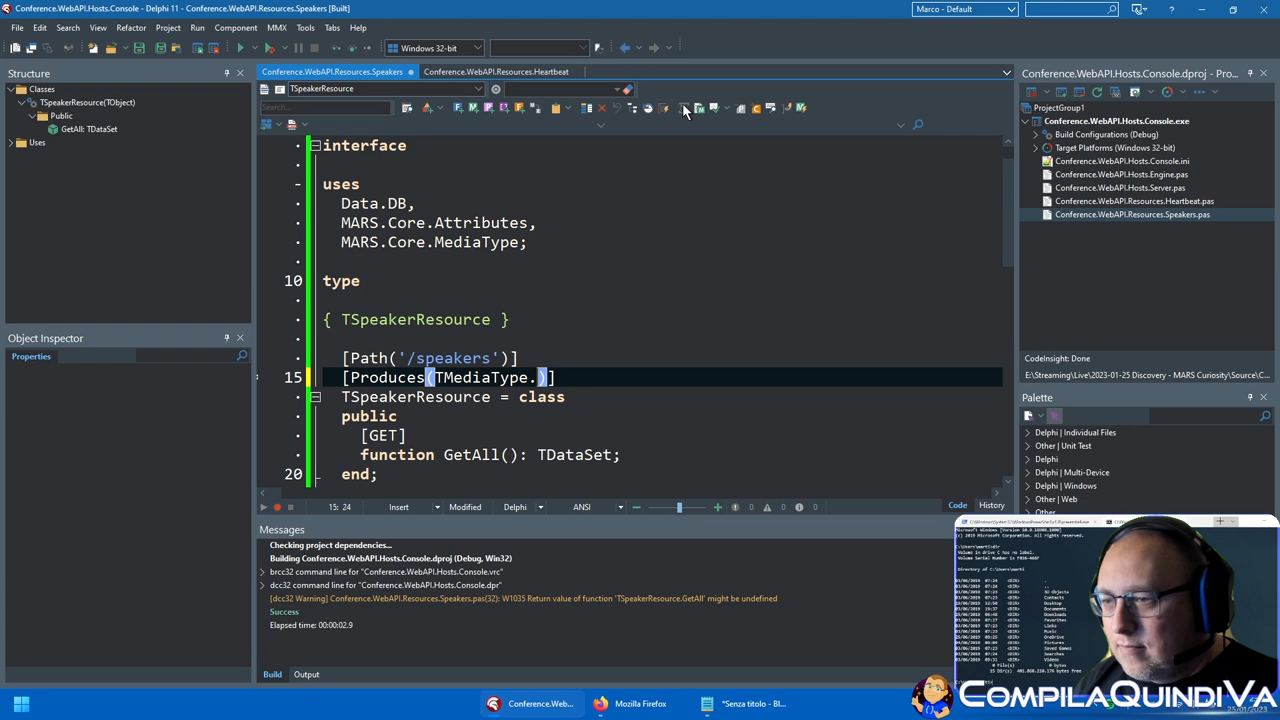 Conference.WebAPI.Hosts.Console - Delphi 11 - Conference.WebAPI.Resources.Speakers [Built]
Marco - Default
File Edit Search View Refactor Project Run Component MMX Tools Tabs Help
Windows 32-bit
Structure
Classes
TSpeakerResource(TObject)
Public
GetAll: TDataSet
Uses
Object Inspector
Properties
Conference.WebAPI.Resources.Speakers
Conference.WebAPI.Resources.Heartbeat
TSpeakerResource
Search...
interface
uses
Data.DB,
MARS.Core.Attributes,
MARS.Core.MediaType;
10 type
{ TSpeakerResource }
[Path('/speakers')]
15 [Produces(TMediaType.)]
TSpeakerResource = class
public
[GET]
function GetAll(): TDataSet;
20 end;
15: 24 Insert Modified Delphi ANSI 0 0 0 Code History
Messages
Checking project dependencies...
Building Conference.WebAPI.Hosts.Console.dproj (Debug, Win32)
brcc32 command line for "Conference.WebAPI.Hosts.Console.vrc"
dcc32 command line for "Conference.WebAPI.Hosts.Console.dpr"
[dcc32 Warning] Conference.WebAPI.Resources.Speakers.pas(32): W1035 Return value of function 'TSpeakerResource.GetAll' might be undefined
Success
Elapsed time: 00:00:02.9
Build Output
Conference.WebAPI.Hosts.Console.dproj - Pro...
ProjectGroup1
Conference.WebAPI.Hosts.Console.exe
Build Configurations (Debug)
Target Platforms (Windows 32-bit)
Conference.WebAPI.Hosts.Console.ini
Conference.WebAPI.Hosts.Engine.pas
Conference.WebAPI.Hosts.Server.pas
Conference.WebAPI.Resources.Heartbeat.pas
Conference.WebAPI.Resources.Speakers.pas
CodeInsight: Done
E:\Streaming\Live\2023-01-25 Discovery - MARS Curiosity\Source\C
Palette
Delphi | Individual Files
Other | Unit Test
Delphi
Delphi | Multi-Device
Delphi | Windows
Other | Web
Other
Conference.Web...
Mozilla Firefox
*Senza titolo - Bl...
COMPILAQUINDIVA
25/01/2023